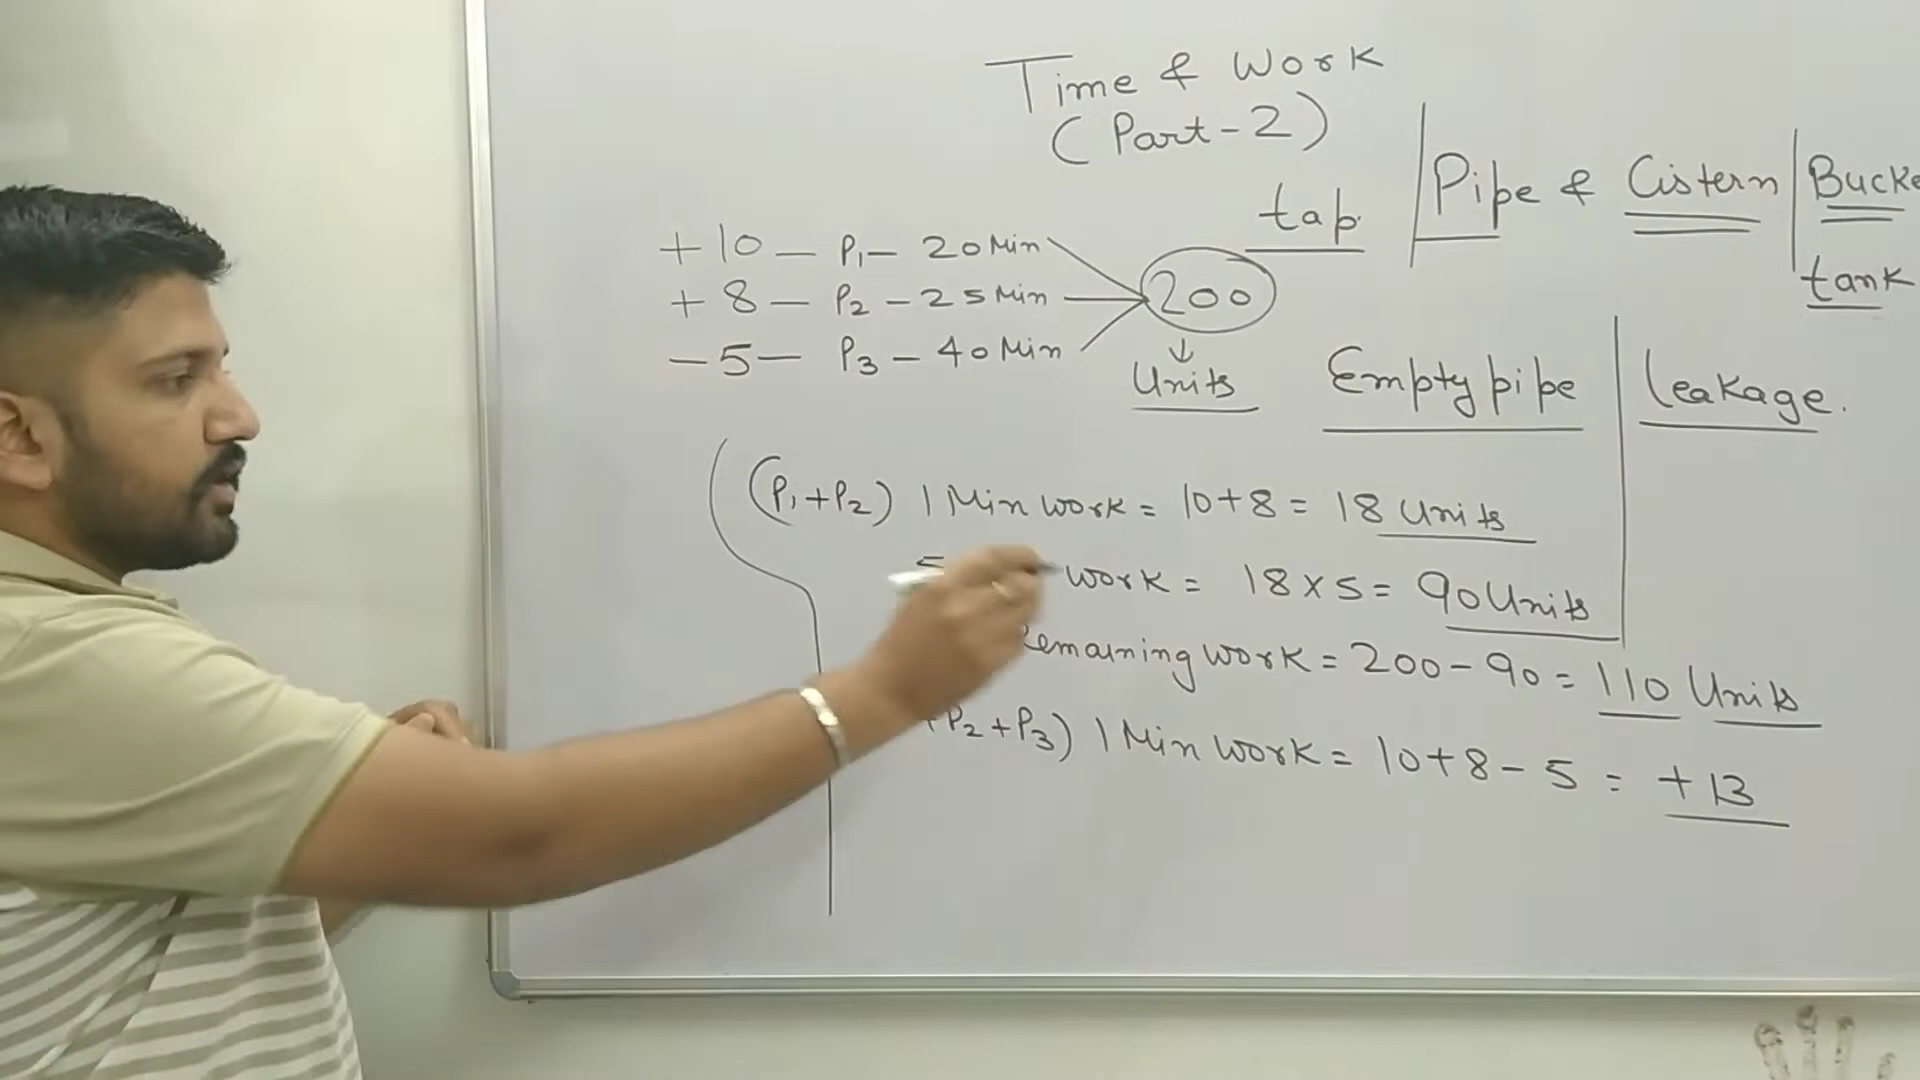 Time & Work
(Part-2)
tap
Pipe & Cistern
Bucke
tank
+10 — P1 — 20 Min
+ 8 — P2 — 25 Min
- 5 — P3 — 40 Min
200
↓
Units
Empty pipe
Leakage.
(P1+P2) 1 Min work = 10+8 = 18 Units
work = 18 x 5 = 90 Units
Remaining work = 200 - 90 = 110 Units
+P2+P3) 1 Min work = 10+8-5 = +13